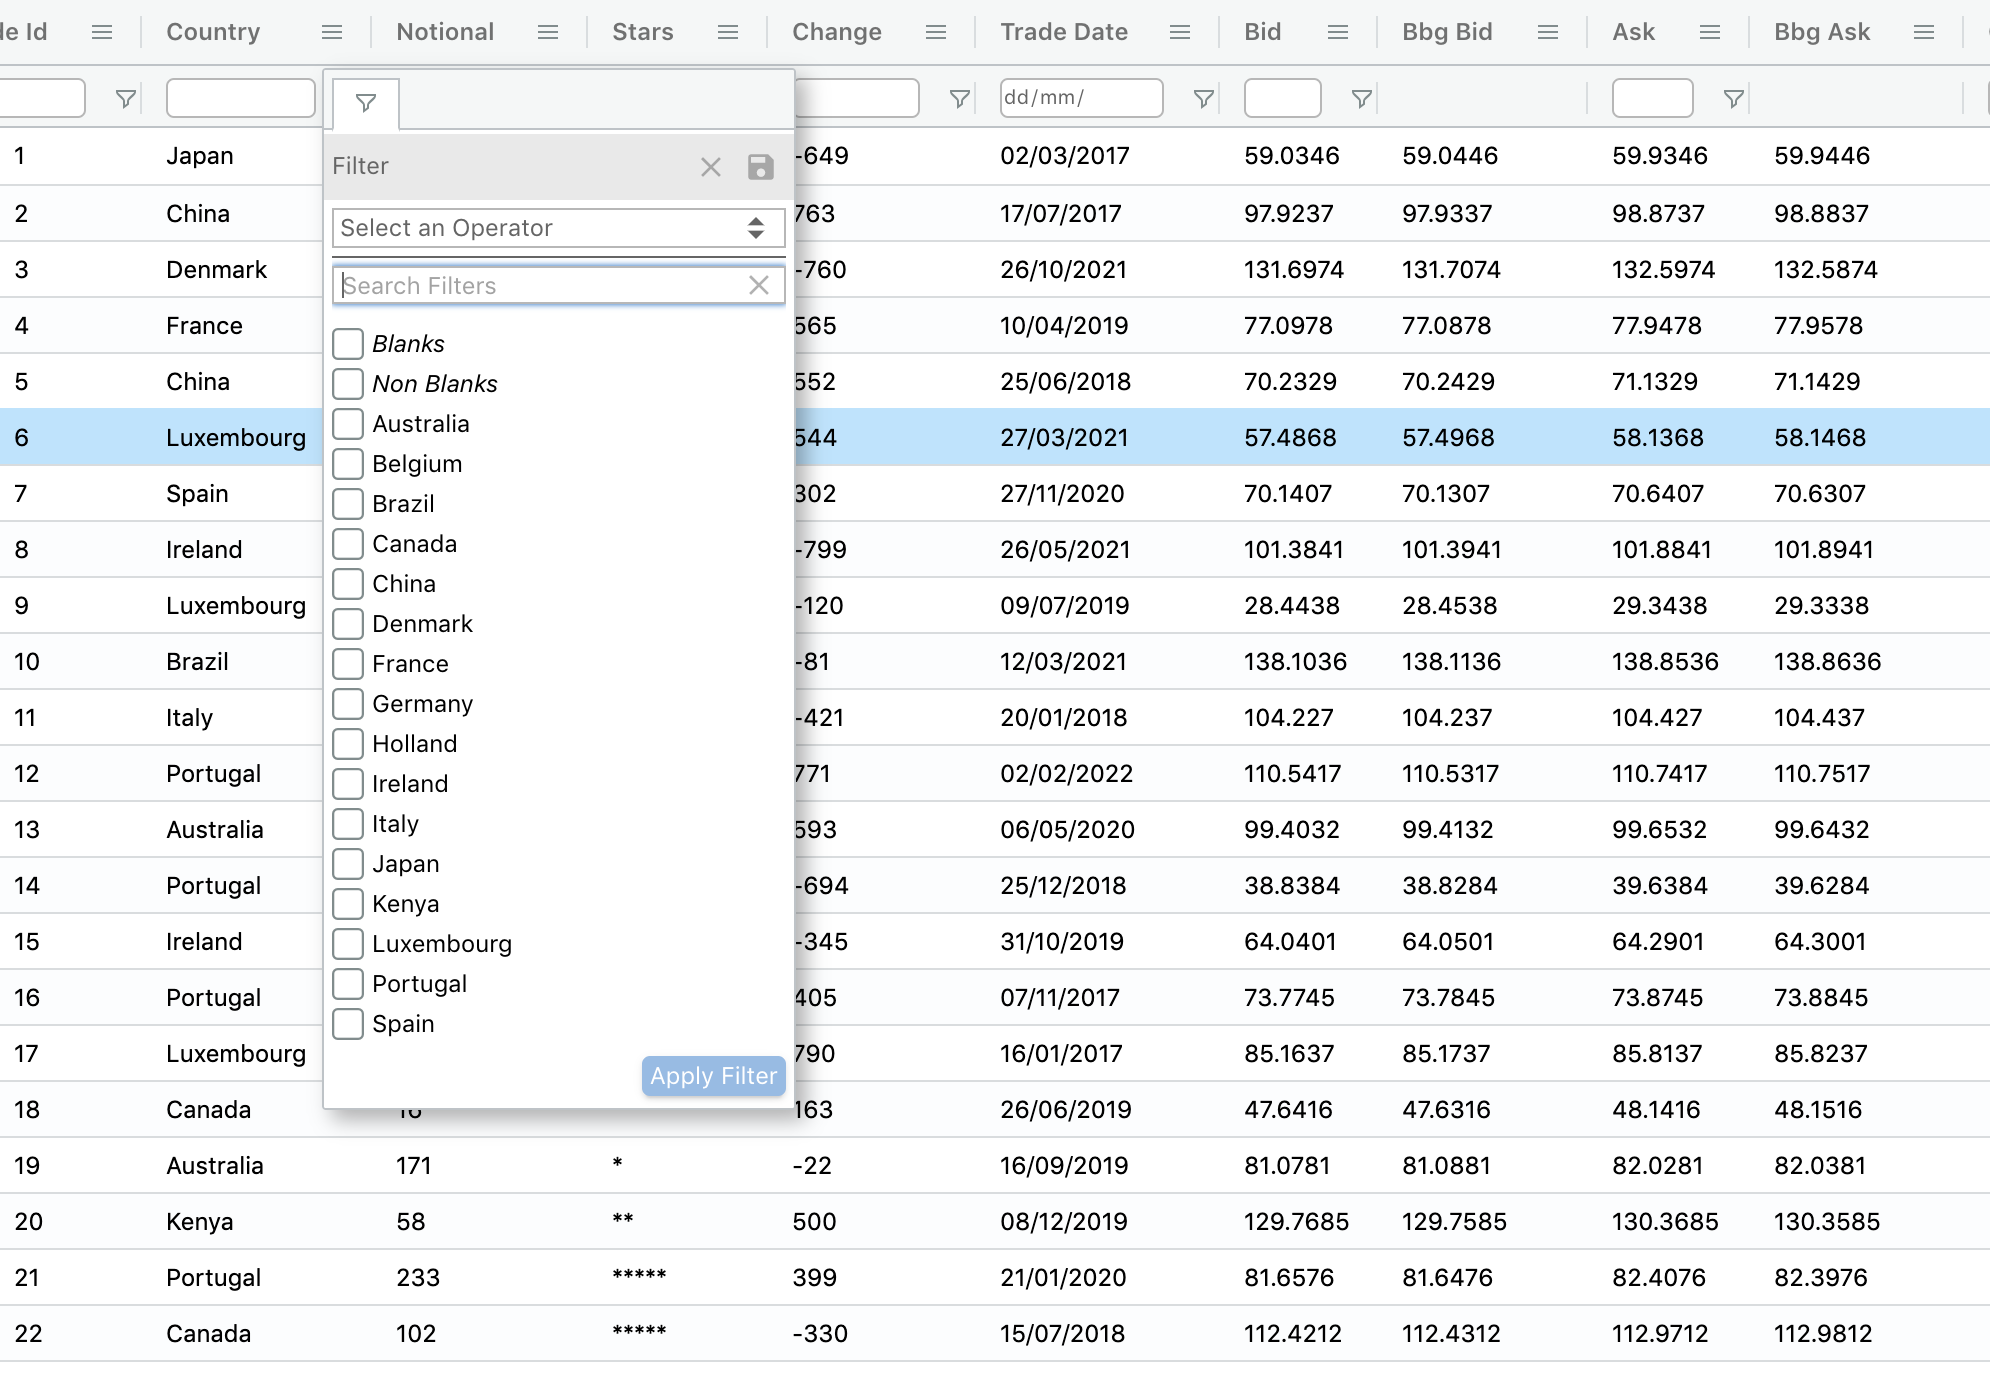 de Id Country Notional Stars Change Trade Date Bid Bbg Bid Ask Bbg Ask
dd/mm/
Filter
Select an Operator
Search Filters
Blanks
Non Blanks
Australia
Belgium
Brazil
Canada
China
Denmark
France
Germany
Holland
Ireland
Italy
Japan
Kenya
Luxembourg
Portugal
Spain
Apply Filter
1 Japan -649 02/03/2017 59.0346 59.0446 59.9346 59.9446
2 China 763 17/07/2017 97.9237 97.9337 98.8737 98.8837
3 Denmark -760 26/10/2021 131.6974 131.7074 132.5974 132.5874
4 France 565 10/04/2019 77.0978 77.0878 77.9478 77.9578
5 China 552 25/06/2018 70.2329 70.2429 71.1329 71.1429
6 Luxembourg 544 27/03/2021 57.4868 57.4968 58.1368 58.1468
7 Spain 302 27/11/2020 70.1407 70.1307 70.6407 70.6307
8 Ireland -799 26/05/2021 101.3841 101.3941 101.8841 101.8941
9 Luxembourg -120 09/07/2019 28.4438 28.4538 29.3438 29.3338
10 Brazil -81 12/03/2021 138.1036 138.1136 138.8536 138.8636
11 Italy -421 20/01/2018 104.227 104.237 104.427 104.437
12 Portugal 771 02/02/2022 110.5417 110.5317 110.7417 110.7517
13 Australia 593 06/05/2020 99.4032 99.4132 99.6532 99.6432
14 Portugal -694 25/12/2018 38.8384 38.8284 39.6384 39.6284
15 Ireland -345 31/10/2019 64.0401 64.0501 64.2901 64.3001
16 Portugal 405 07/11/2017 73.7745 73.7845 73.8745 73.8845
17 Luxembourg 790 16/01/2017 85.1637 85.1737 85.8137 85.8237
18 Canada 163 26/06/2019 47.6416 47.6316 48.1416 48.1516
19 Australia 171 * -22 16/09/2019 81.0781 81.0881 82.0281 82.0381
20 Kenya 58 ** 500 08/12/2019 129.7685 129.7585 130.3685 130.3585
21 Portugal 233 ***** 399 21/01/2020 81.6576 81.6476 82.4076 82.3976
22 Canada 102 ***** -330 15/07/2018 112.4212 112.4312 112.9712 112.9812